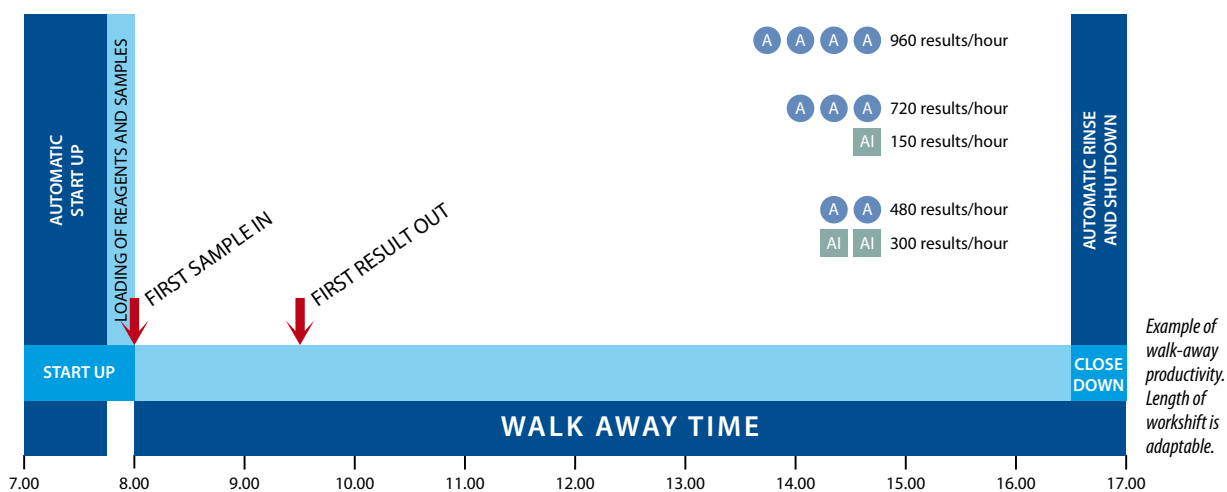 AUTOMATIC
START UP
LOADING OF REAGENTS AND SAMPLES
FIRST SAMPLE IN
FIRST RESULT OUT
A A A A 960 results/hour
A A A 720 results/hour
AI 150 results/hour
A A 480 results/hour
AI AI 300 results/hour
AUTOMATIC RINSE
AND SHUTDOWN
START UP
CLOSE
DOWN
WALK AWAY TIME
7.00 8.00 9.00 10.00 11.00 12.00 13.00 14.00 15.00 16.00 17.00
Example of
walk-away
productivity.
Length of
workshift is
adaptable.